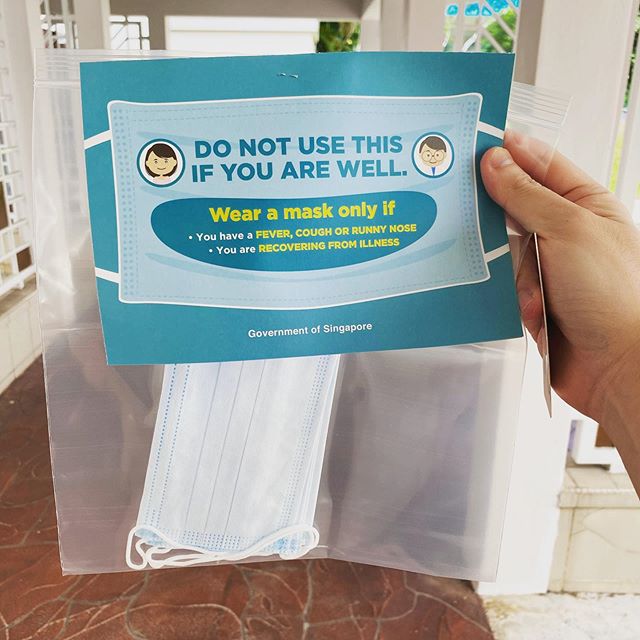 DO NOT USE THIS
IF YOU ARE WELL.
Wear a mask only if
• You have a FEVER, COUGH OR RUNNY NOSE
• You are RECOVERING FROM ILLNESS
Government of Singapore